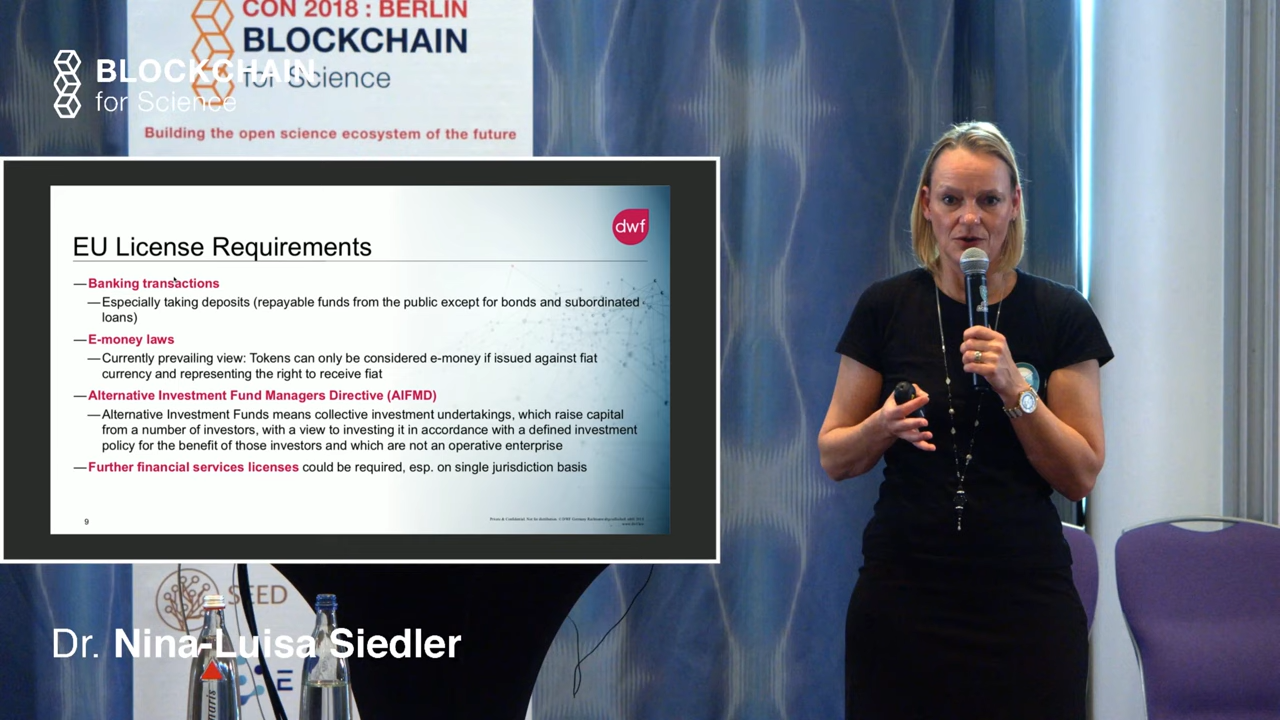 CON 2018 : BERLIN
BLOCKCHAIN
for Science
Building the open science ecosystem of the future
BLOCKCHAIN
for Science
dwf
EU License Requirements
—Banking transactions
—Especially taking deposits (repayable funds from the public except for bonds and subordinated
loans)
—E-money laws
—Currently prevailing view: Tokens can only be considered e-money if issued against fiat
currency and representing the right to receive fiat
—Alternative Investment Fund Managers Directive (AIFMD)
—Alternative Investment Funds means collective investment undertakings, which raise capital
from a number of investors, with a view to investing it in accordance with a defined investment
policy for the benefit of those investors and which are not an operative enterprise
—Further financial services licenses could be required, esp. on single jurisdiction basis
9
SEED
Dr. Nina-Luisa Siedler
E